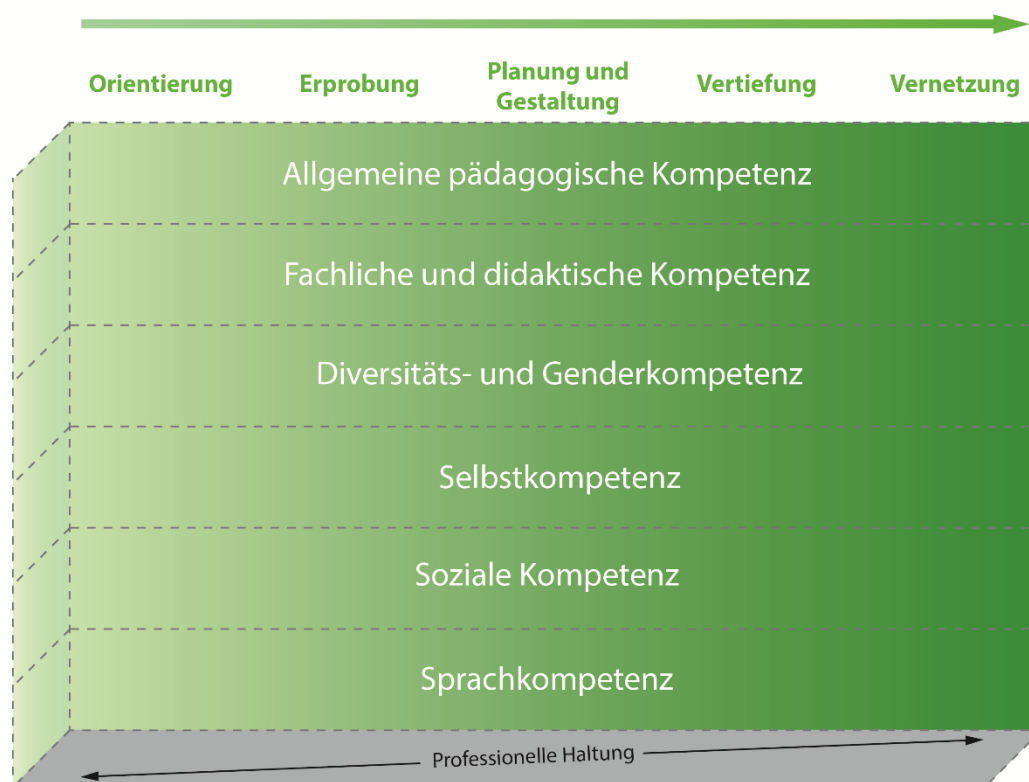 Orientierung
Erprobung
Planung und
Gestaltung
Vertiefung
Vernetzung
Allgemeine pädagogische Kompetenz
Fachliche und didaktische Kompetenz
Diversitäts- und Genderkompetenz
Selbstkompetenz
Soziale Kompetenz
Sprachkompetenz
Professionelle Haltung